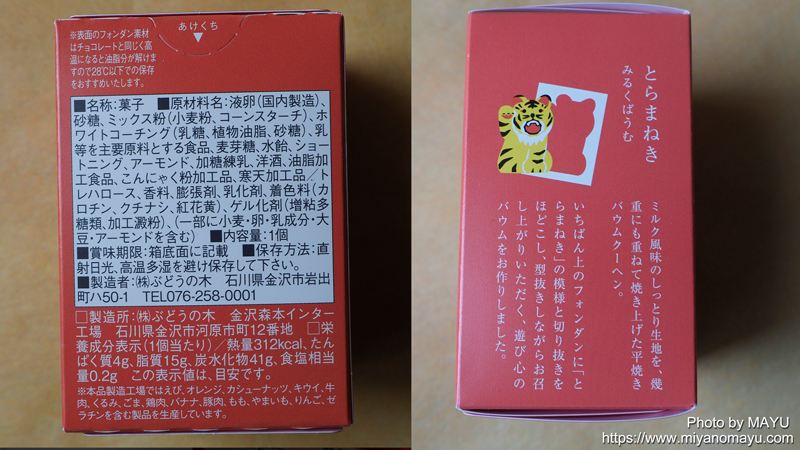 あけくち
※表面のフォンダン素材
はチョコレートと同じく高
温になると油脂分が解けま
すので28℃以下での保存
をおすすめいたします。
■名称:菓子　■原材料名:液卵(国内製造)、
砂糖、ミックス粉(小麦粉、コーンスターチ)、ホ
ワイトコーチング(乳糖、植物油脂、砂糖)、乳
等を主要原料とする食品、麦芽糖、水飴、ショー
トニング、アーモンド、加糖練乳、洋酒、油脂加
工食品、こんにゃく粉加工品、寒天加工品／ト
レハロース、香料、膨張剤、乳化剤、着色料(カ
ロチン、クチナシ、紅花黄)、ゲル化剤(増粘多
糖類、加工澱粉)、(一部に小麦・卵・乳成分・大
豆・アーモンドを含む)　■内容量:1個
■賞味期限:箱底面に記載　■保存方法:直
射日光、高温多湿を避け保存して下さい。
■製造者:㈱ぶどうの木　石川県金沢市岩出
町ハ50-1　TEL076-258-0001
□製造所:㈱ぶどうの木　金沢森本インター
工場　石川県金沢市河原市町12番地　□栄
養成分表示(1個当たり)／熱量312kcal、たん
ぱく質4g、脂質15g、炭水化物41g、食塩相当
量0.2g　この表示値は、目安です。
※本品製造工場ではえび、オレンジ、カシューナッツ、キウイ、牛
肉、くるみ、ごま、鶏肉、バナナ、豚肉、もも、やまいも、りんご、ゼ
ラチンを含む製品を生産しています。
とらまねき
みるくばうむ
ミルク風味のしっとり生地を、幾
重にも重ねて焼き上げた平焼き
バウムクーヘン。
いちばん上のフォンダンに「と
らまねき」の模様と切り抜きを
ほどこし、型抜きしながらお召
し上がりいただく、遊び心の
バウムをお作りしました。
Photo by MAYU
https://www.miyanomayu.com/